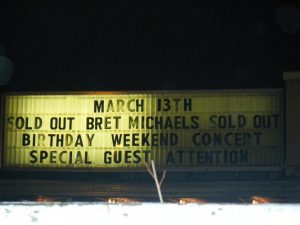 MARCH 13TH
SOLD OUT BRET MICHAELS SOLD OUT
BIRTHDAY WEEKEND CONCERT
SPECIAL GUEST ATTENTION